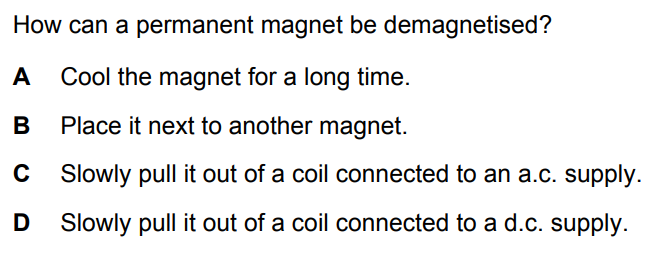 How can a permanent magnet be demagnetised?
A Cool the magnet for a long time.
B Place it next to another magnet.
C Slowly pull it out of a coil connected to an a.c. supply.
D Slowly pull it out of a coil connected to a d.c. supply.